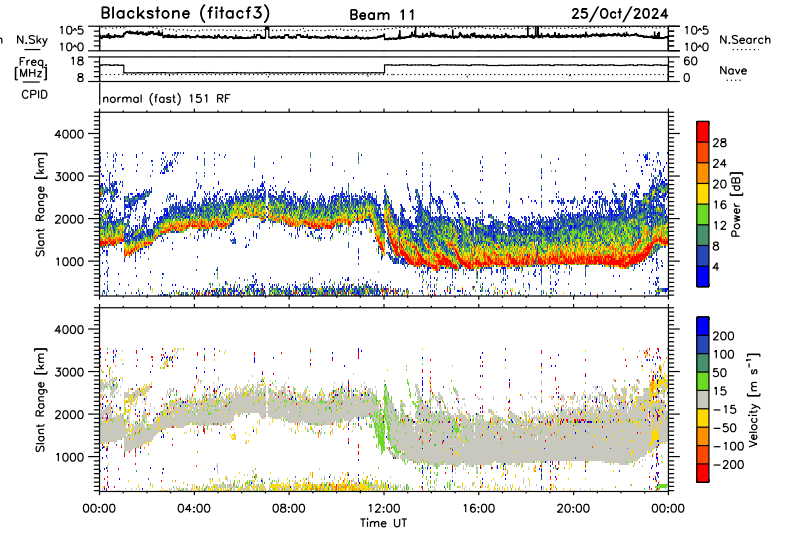 Blackstone (fitacf3) Beam 11 25/Oct/2024
N.Sky 10^5 10^0 10^5 10^0 N.Search
Freq. [MHz] 18 8 60 0 Nave
CPID normal (fast) 151 RF
4000
3000
2000
1000
Slant Range [km]
28
24
20
16
12
8
4
Power [dB]
4000
3000
2000
1000
Slant Range [km]
200
100
50
15
-15
-50
-100
-200
Velocity [m s⁻¹]
00:00 04:00 08:00 12:00 16:00 20:00 00:00
Time UT